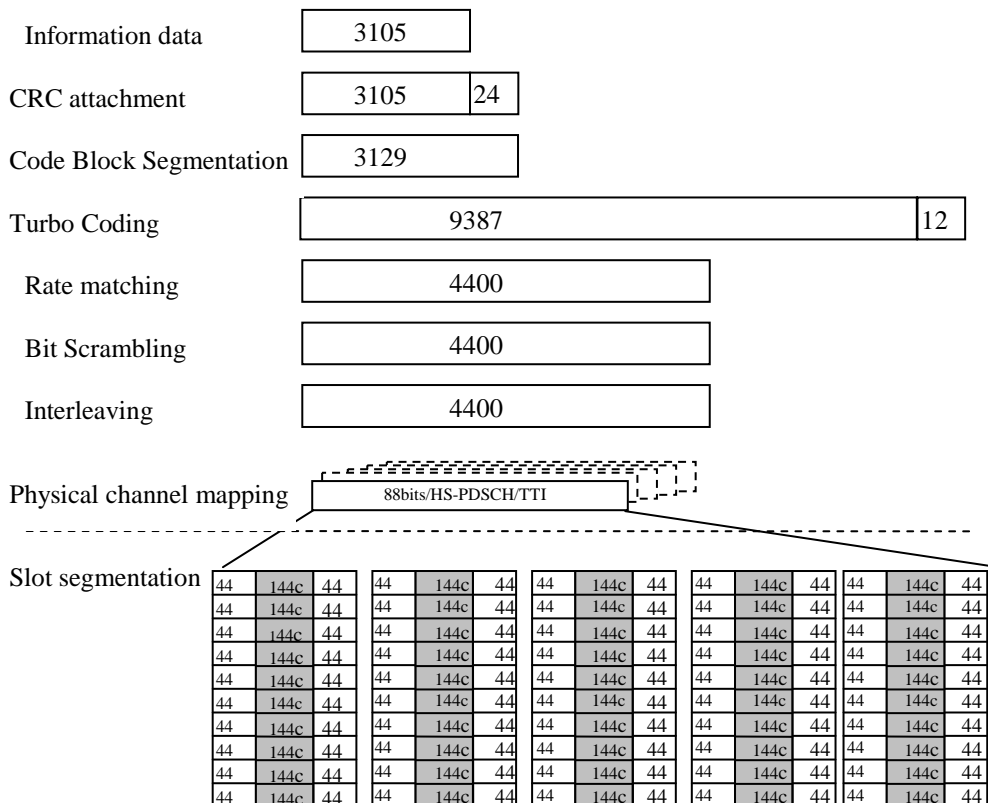 Information data 3105
CRC attachment 3105 24
Code Block Segmentation 3129
Turbo Coding 9387 12
Rate matching 4400
Bit Scrambling 4400
Interleaving 4400
Physical channel mapping 88bits/HS-PDSCH/TTI
Slot segmentation
44 144c 44 44 144c 44 44 144c 44 44 144c 44 44 144c 44
44 144c 44 44 144c 44 44 144c 44 44 144c 44 44 144c 44
44 144c 44 44 144c 44 44 144c 44 44 144c 44 44 144c 44
44 144c 44 44 144c 44 44 144c 44 44 144c 44 44 144c 44
44 144c 44 44 144c 44 44 144c 44 44 144c 44 44 144c 44
44 144c 44 44 144c 44 44 144c 44 44 144c 44 44 144c 44
44 144c 44 44 144c 44 44 144c 44 44 144c 44 44 144c 44
44 144c 44 44 144c 44 44 144c 44 44 144c 44 44 144c 44
44 144c 44 44 144c 44 44 144c 44 44 144c 44 44 144c 44
44 144c 44 44 144c 44 44 144c 44 44 144c 44 44 144c 44